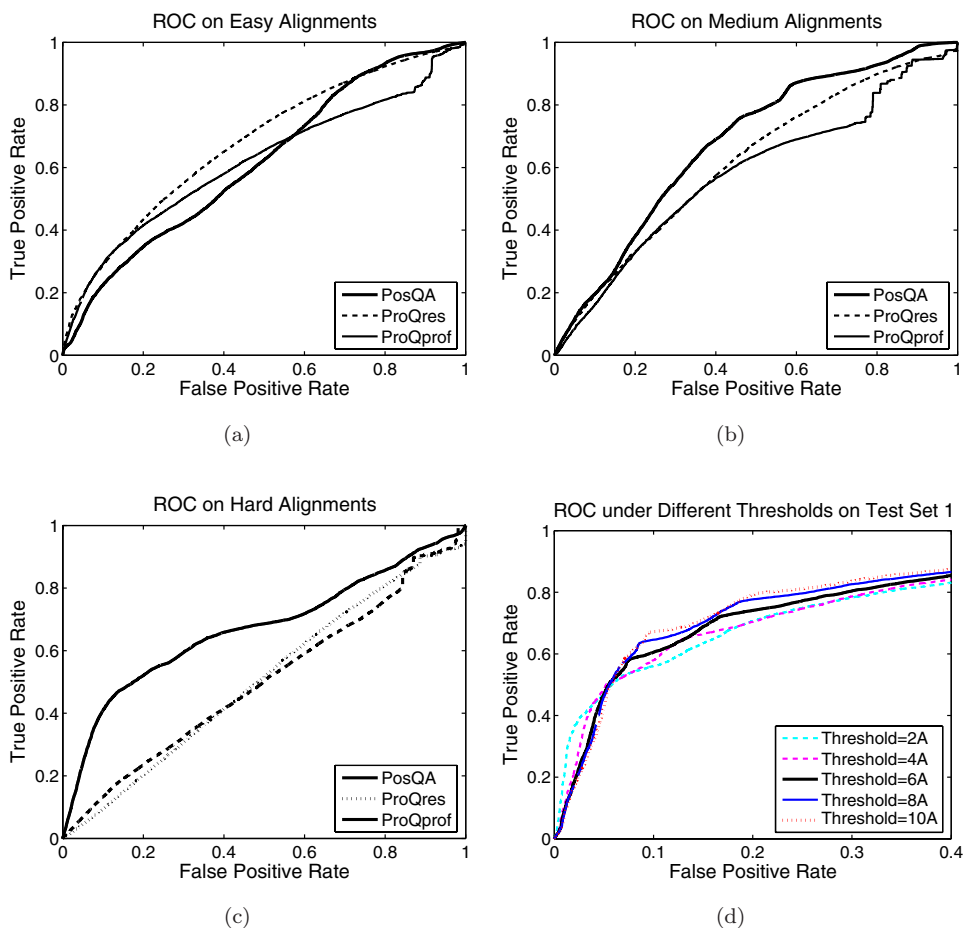 ROC on Easy Alignments
1
0.8
0.6
0.4
0.2
0
True Positive Rate
0 0.2 0.4 0.6 0.8 1
False Positive Rate
PosQA
ProQres
ProQprof
(a)
ROC on Medium Alignments
1
0.8
0.6
0.4
0.2
0
True Positive Rate
0 0.2 0.4 0.6 0.8 1
False Positive Rate
PosQA
ProQres
ProQprof
(b)
ROC on Hard Alignments
1
0.8
0.6
0.4
0.2
0
True Positive Rate
0 0.2 0.4 0.6 0.8 1
False Positive Rate
PosQA
ProQres
ProQprof
(c)
ROC under Different Thresholds on Test Set 1
1
0.8
0.6
0.4
0.2
0
True Positive Rate
0 0.1 0.2 0.3 0.4
False Positive Rate
Threshold=2A
Threshold=4A
Threshold=6A
Threshold=8A
Threshold=10A
(d)